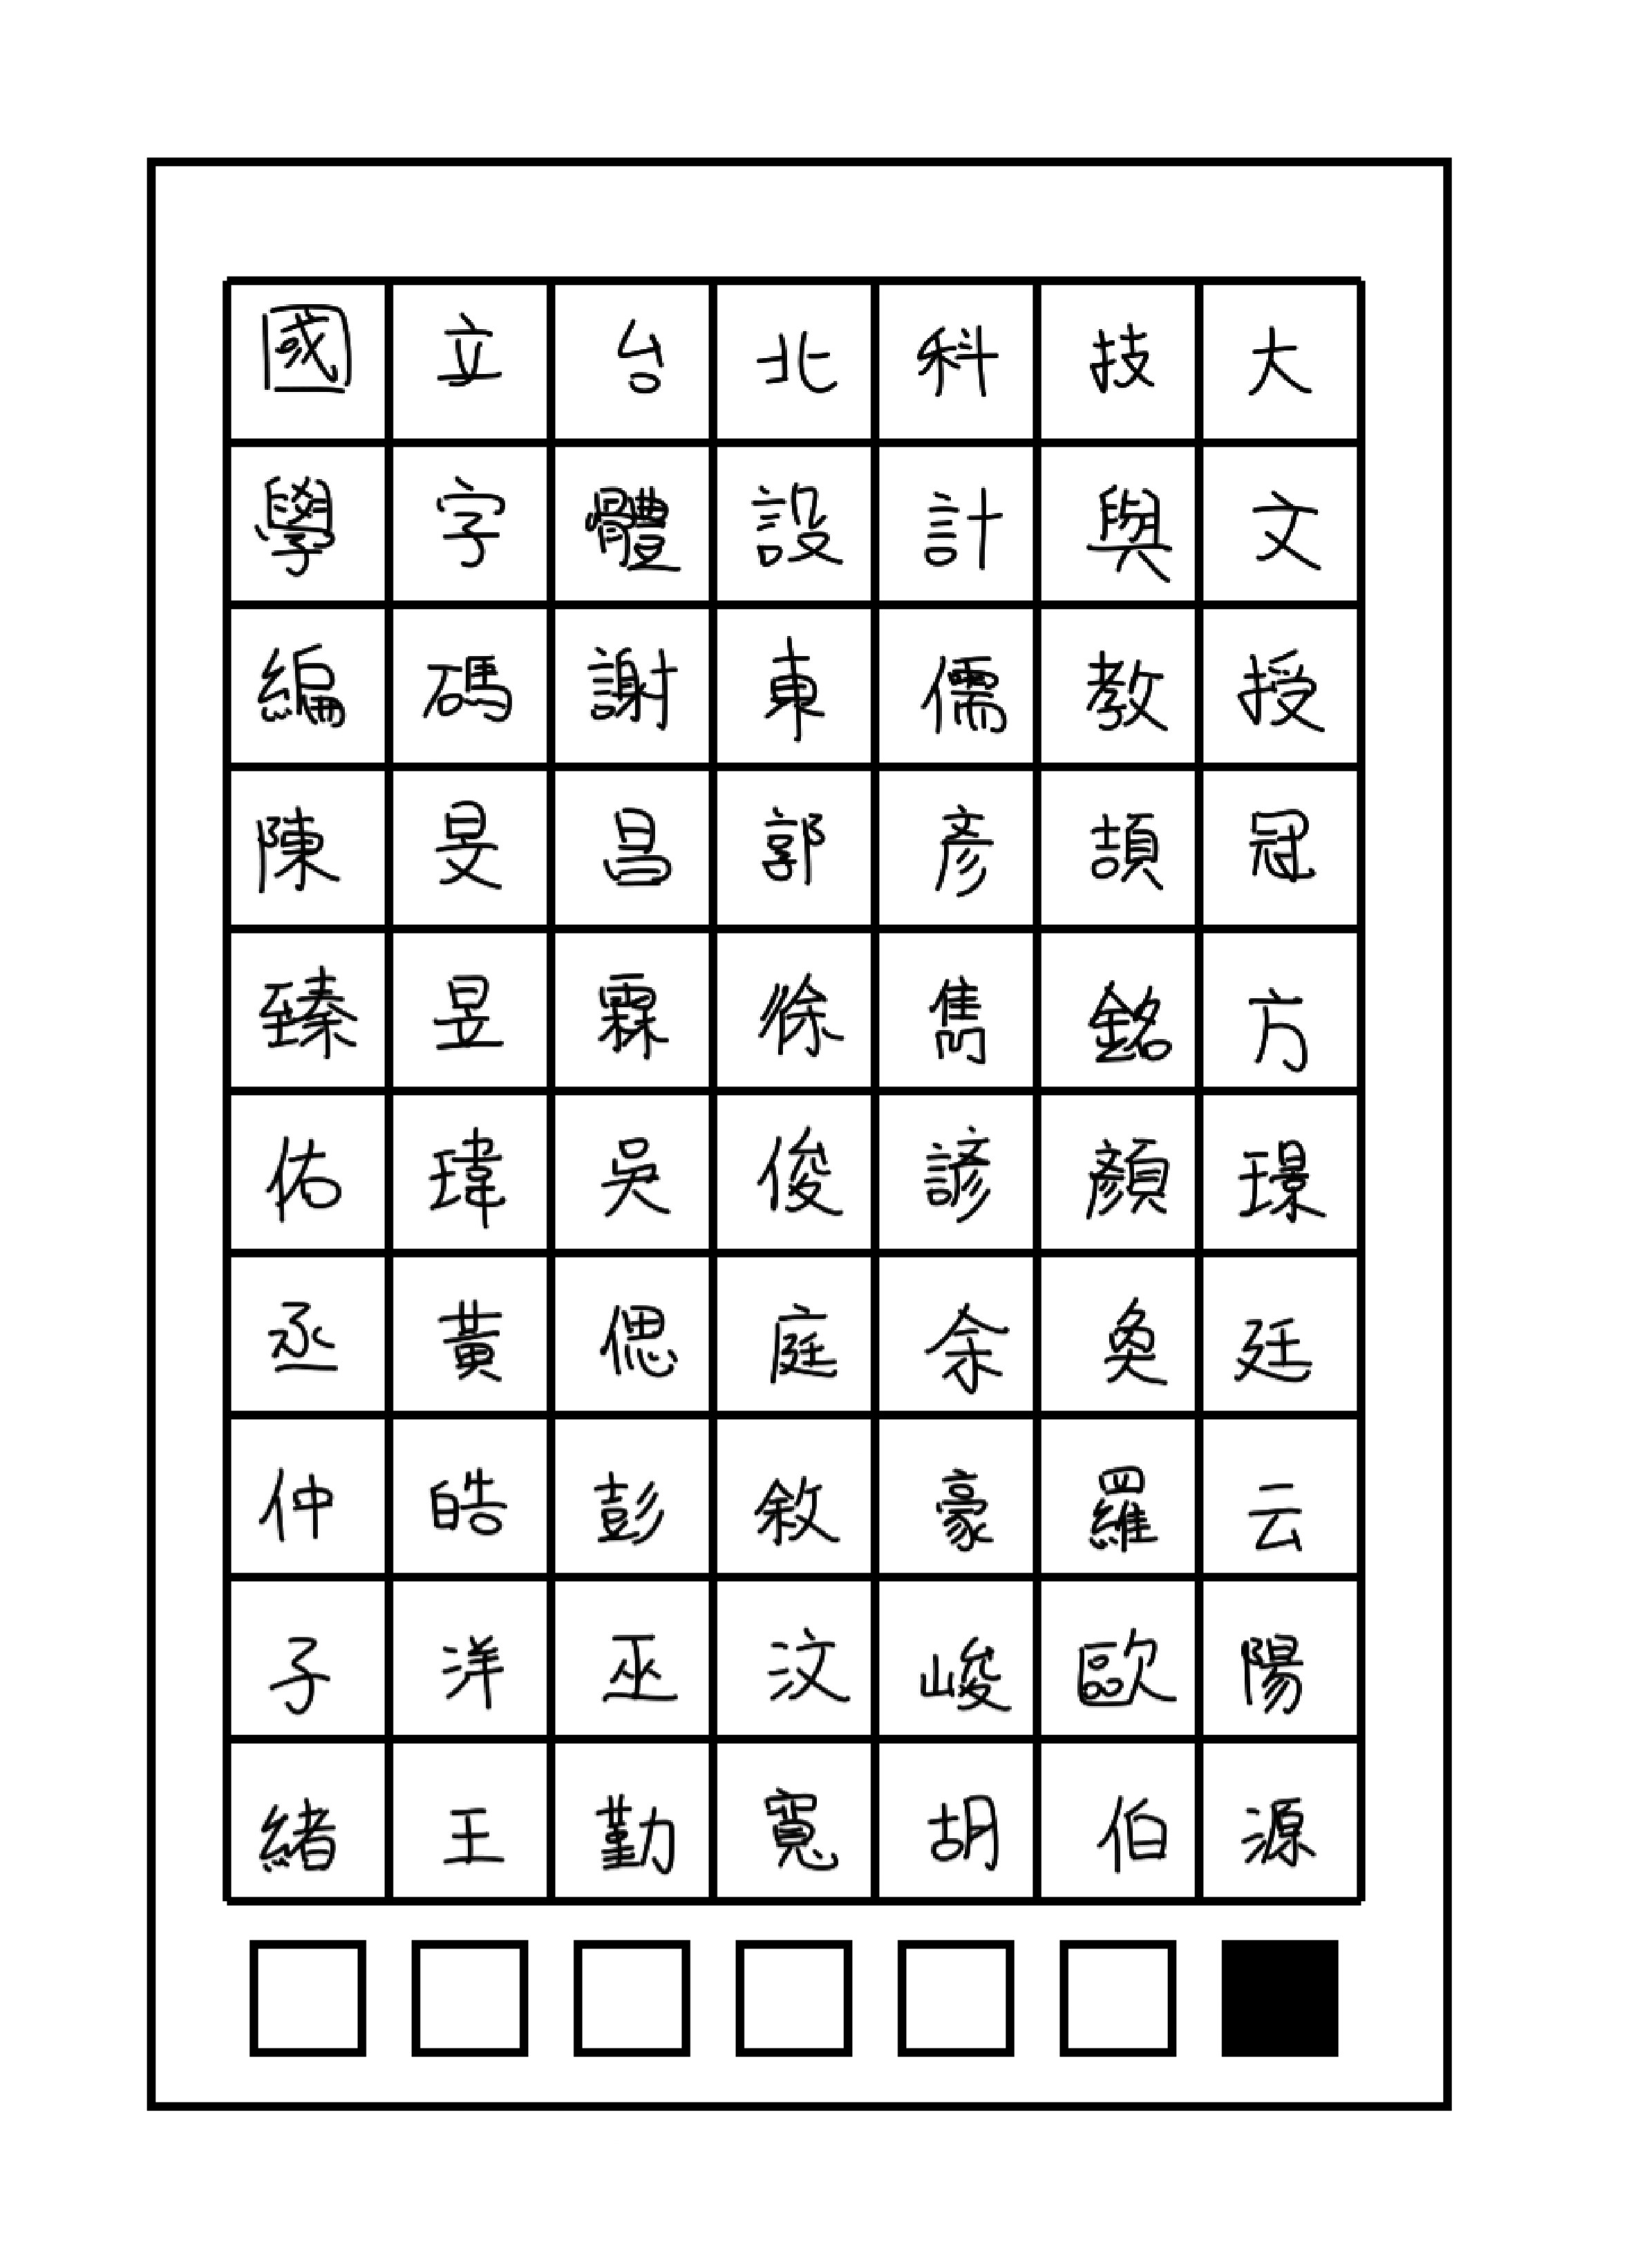 國立台北科技大
學字體設計與文
編碼謝東儒教授
陳旻昌郭彥頡冠
臻昱霖徐雋銘方
佑瑋吳俊諺顏璟
丞黃偲庭余奐廷
仲皓彭敘豪羅云
子洋巫汶峻歐陽
緒王勤寬胡伯源